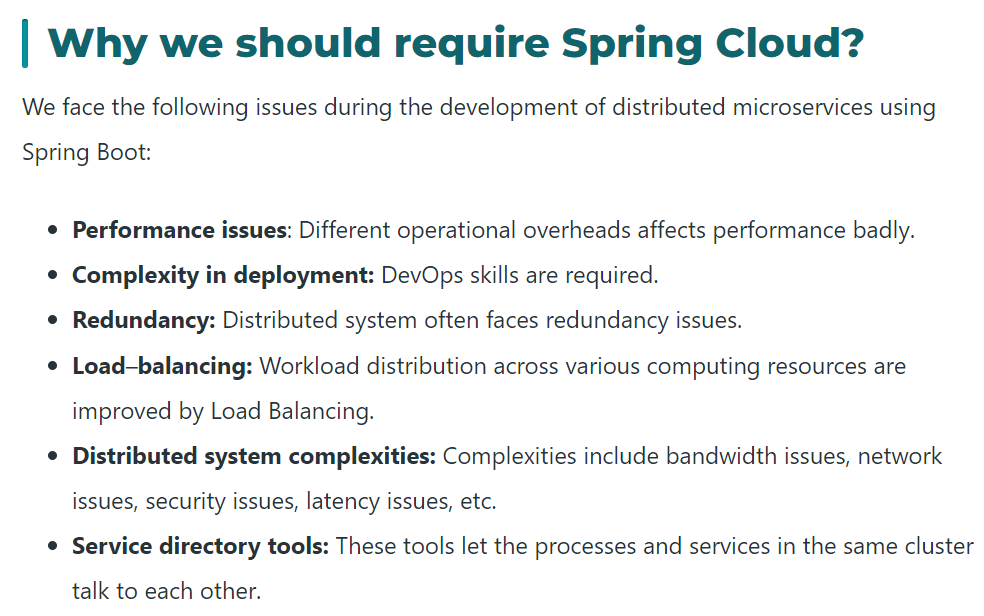 Why we should require Spring Cloud?
We face the following issues during the development of distributed microservices using
Spring Boot:
• Performance issues: Different operational overheads affects performance badly.
• Complexity in deployment: DevOps skills are required.
• Redundancy: Distributed system often faces redundancy issues.
• Load–balancing: Workload distribution across various computing resources are
improved by Load Balancing.
• Distributed system complexities: Complexities include bandwidth issues, network
issues, security issues, latency issues, etc.
• Service directory tools: These tools let the processes and services in the same cluster
talk to each other.